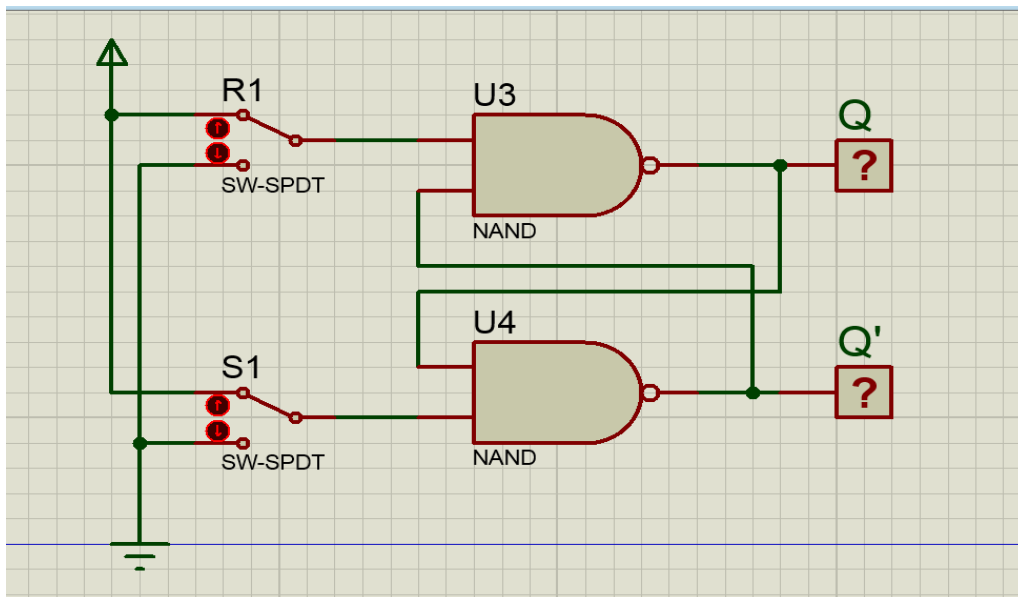 R1
SW-SPDT
U3
NAND
Q
?
S1
SW-SPDT
U4
NAND
Q'
?